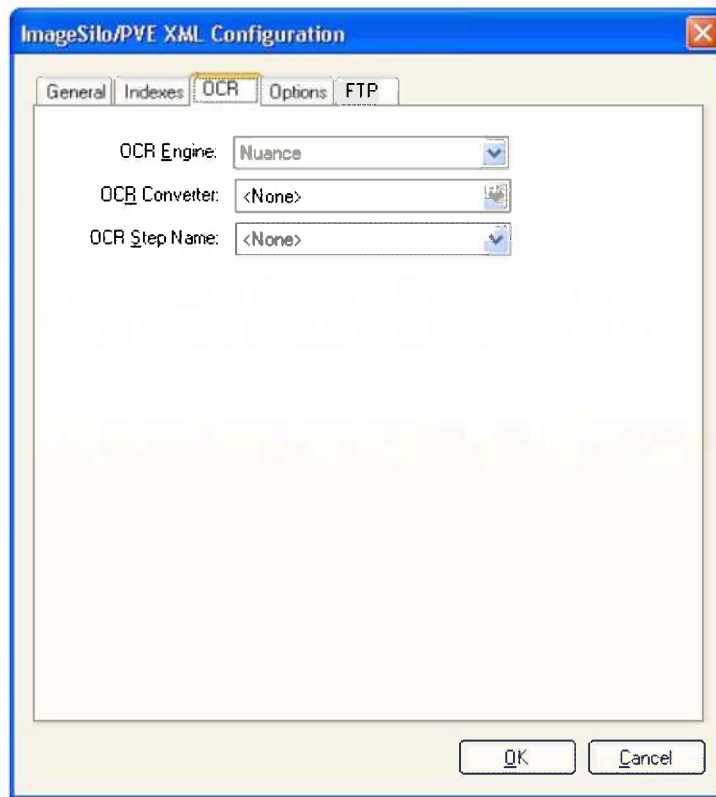 ImageSilo/PVE XML Configuration
General Indexes OCR Options FTP
OCR Engine: Nuance
OCR Converter: <None>
OCR Step Name: <None>
OK Cancel